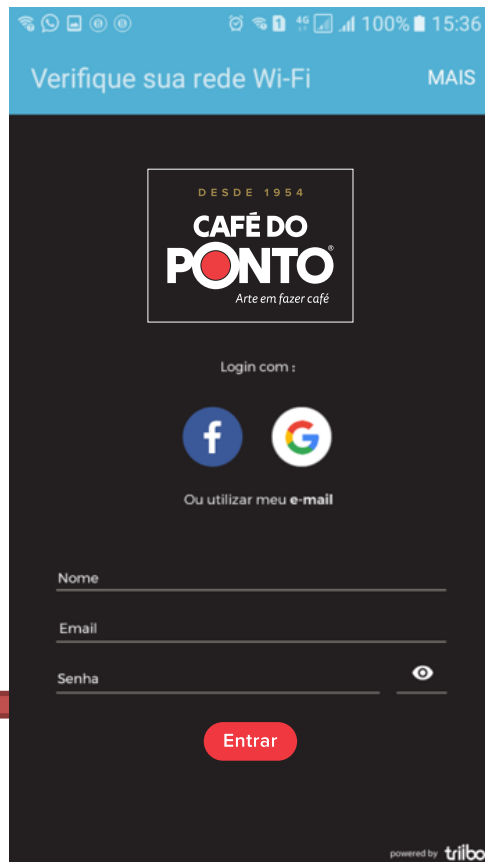 4G 100% 15:36
Verifique sua rede Wi-Fi MAIS
DESDE 1954
CAFÉ DO
PONTO®
Arte em fazer café
Login com :
Ou utilizar meu e-mail
Nome
Email
Senha
Entrar
powered by triibo